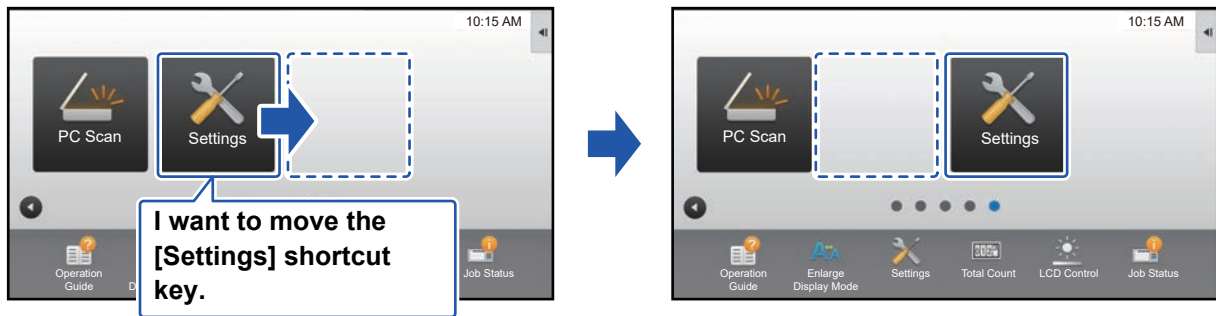 10:15 AM
PC Scan
Settings
I want to move the
[Settings] shortcut
key.
Operation
Guide
D
Job Status
10:15 AM
PC Scan
Settings
Operation
Guide
Enlarge
Display Mode
Settings
Total Count
LCD Control
Job Status